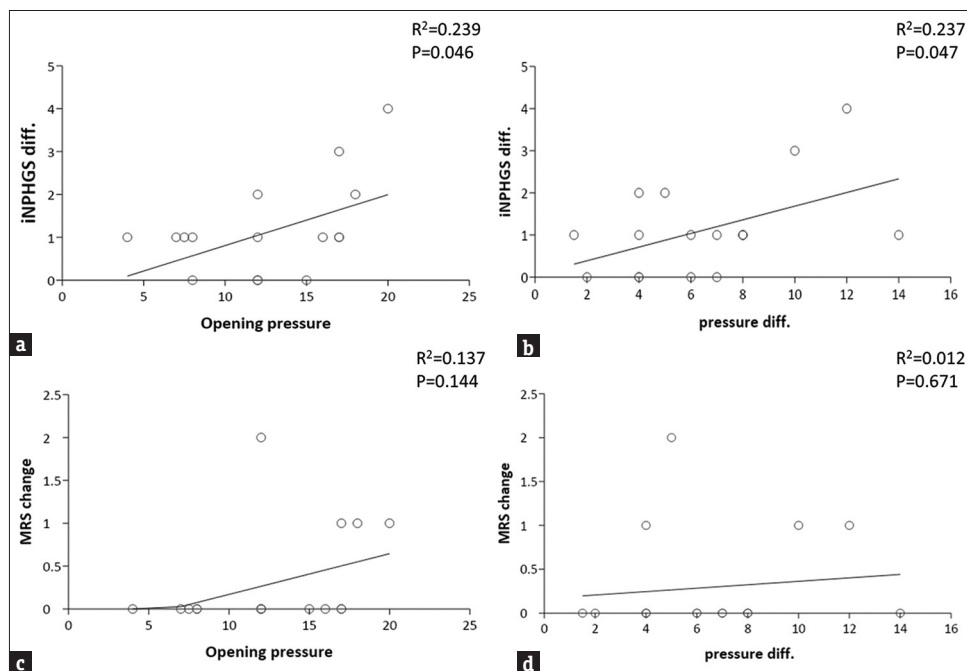 R²=0.239
P=0.046
iNPHGS diff.
5
4
3
2
1
0
0 5 10 15 20 25
Opening pressure
a
R²=0.237
P=0.047
iNPHGS diff.
5
4
3
2
1
0
0 2 4 6 8 10 12 14 16
pressure diff.
b
R²=0.137
P=0.144
MRS change
2.5
2
1.5
1
0.5
0
0 5 10 15 20 25
Opening pressure
c
R²=0.012
P=0.671
MRS change
2.5
2
1.5
1
0.5
0
0 2 4 6 8 10 12 14 16
pressure diff.
d